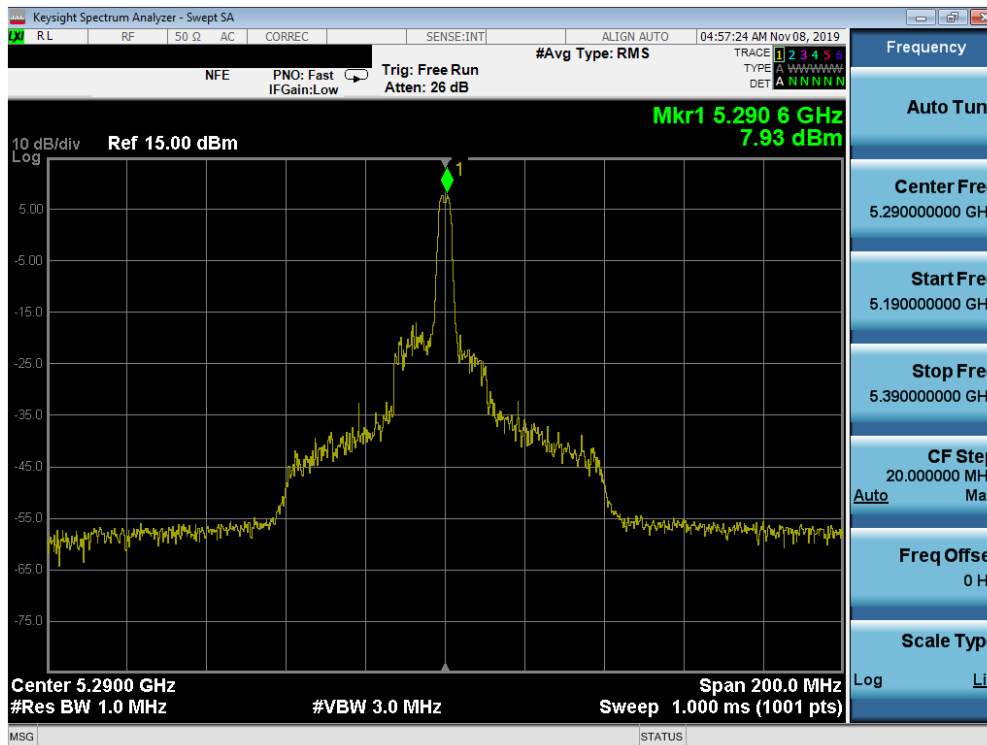 Keysight Spectrum Analyzer - Swept SA
LXI RL RF 50 Ω AC CORREC SENSE:INT ALIGN AUTO 04:57:24 AM Nov 08, 2019
Frequency
#Avg Type: RMS TRACE 1 2 3 4 5 6
NFE PNO: Fast Trig: Free Run TYPE A WWWWW
IFGain:Low Atten: 26 dB DET A N N N N N
Auto Tun
Mkr1 5.290 6 GHz
7.93 dBm
10 dB/div Ref 15.00 dBm
Log
1
Center Fre
5.290000000 GH
5.00
-5.00
Start Fre
5.190000000 GH
-15.0
-25.0
Stop Fre
5.390000000 GH
-35.0
-45.0
CF Step
20.000000 MH
Auto Ma
-55.0
Freq Offse
0 H
-65.0
-75.0
Scale Typ
Log Li
Center 5.2900 GHz Span 200.0 MHz
#Res BW 1.0 MHz #VBW 3.0 MHz Sweep 1.000 ms (1001 pts)
MSG STATUS